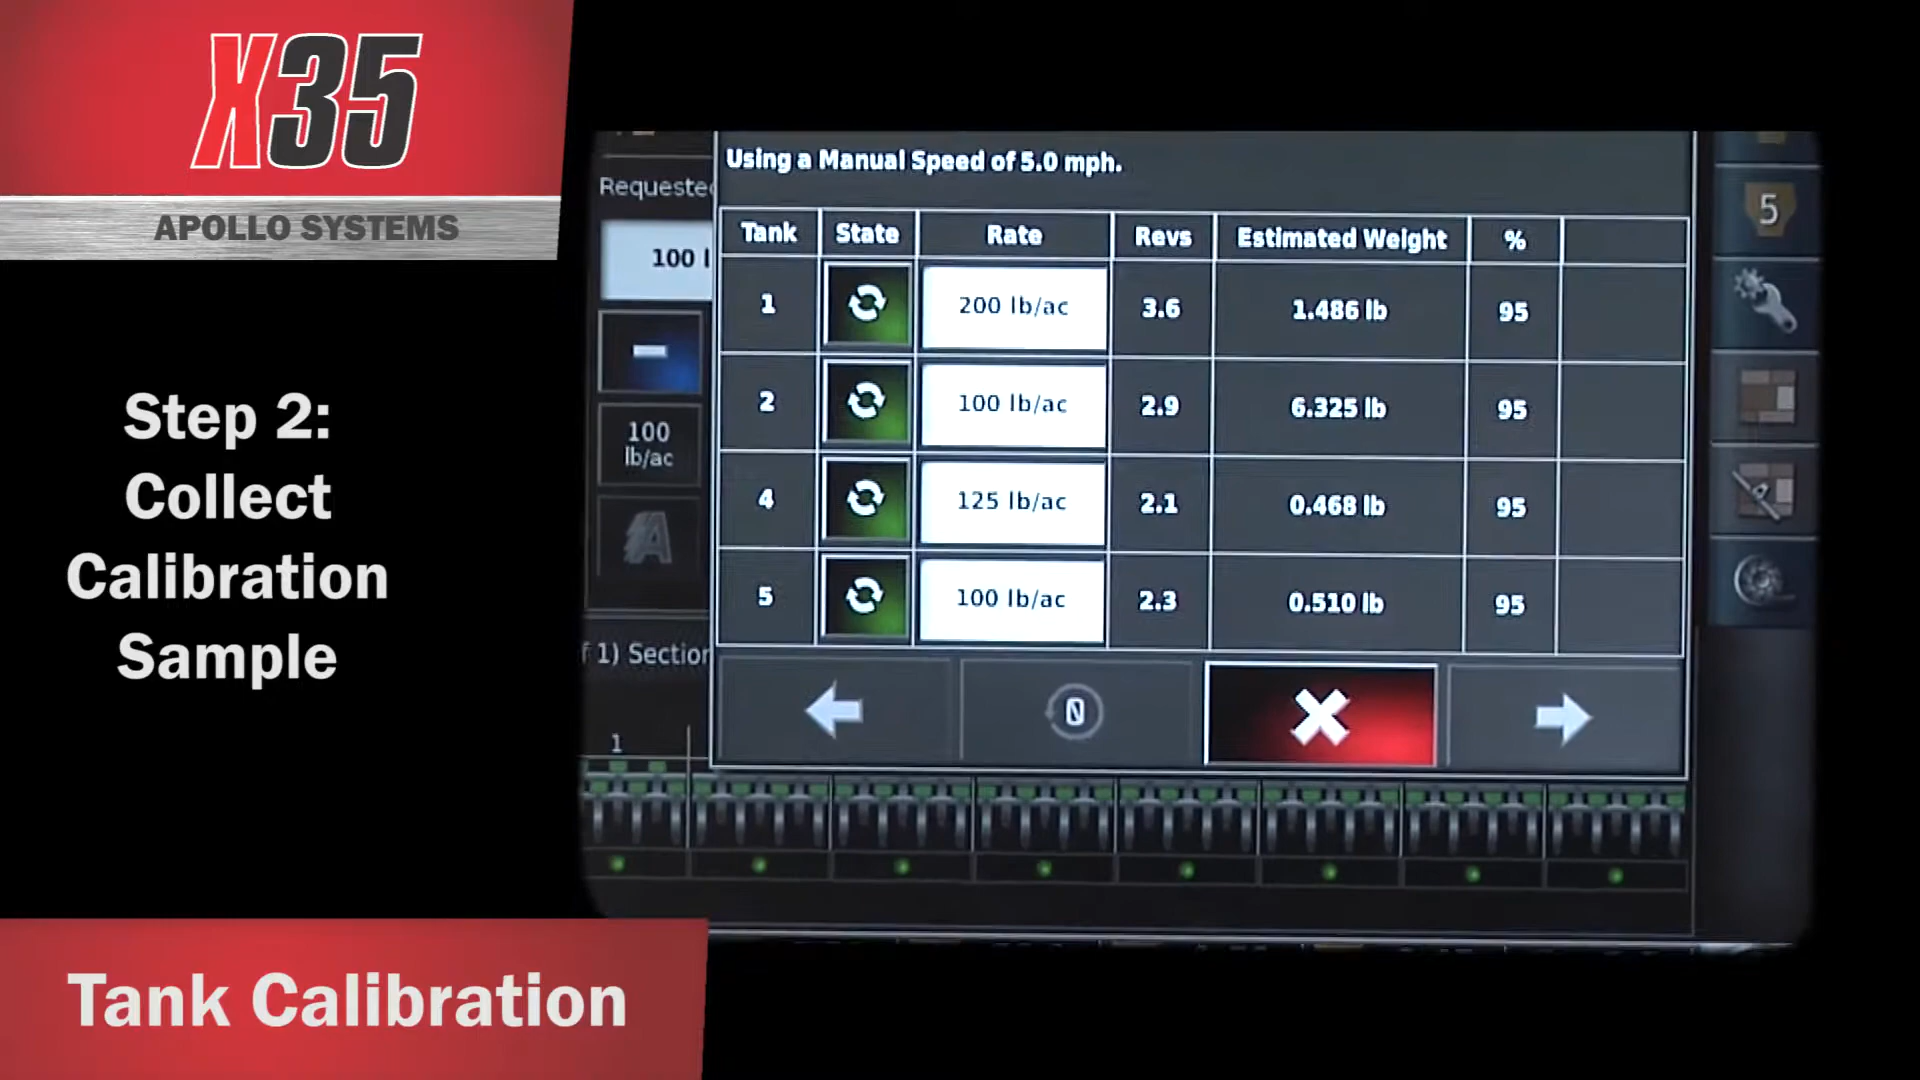 X35
APOLLO SYSTEMS
Step 2:
Collect
Calibration
Sample
Tank Calibration
Using a Manual Speed of 5.0 mph.
Requested
100 l
100
lb/ac
A
f 1) Section
1
Tank State Rate Revs Estimated Weight %
1 200 lb/ac 3.6 1.486 lb 95
2 100 lb/ac 2.9 6.325 lb 95
4 125 lb/ac 2.1 0.468 lb 95
5 100 lb/ac 2.3 0.510 lb 95
0
5